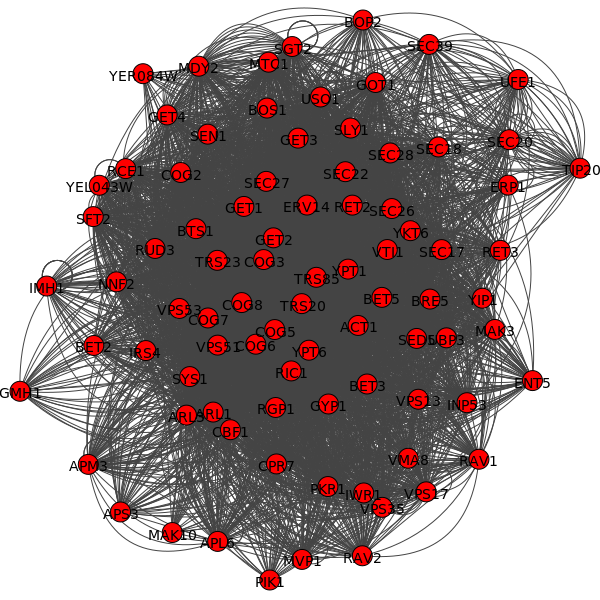 BOP2
SEC39
SGT2
MTC1
MDY2
YER084W
UFE1
GOT1
USO1
BOS1
GET4
SEN1
GET3
SLY1
SEC28
SEC18
SEC20
TIP20
RCE1
YEL043W
COG2
SEC27
SEC22
ERP1
SFT2
GET1
ERV14
RET2
SEC26
BTS1
YKT6
RUD3
GET2
VTI1
SEC17
RET3
TRS23
COG3
TRS85
YPT1
IMH1
NNF2
VPS53
COG8
TRS20
BET5
BRE5
YIP1
COG7
COG5
ACT1
MAK3
BET2
IRS4
VPS51
COG6
YPT6
SED5
UBP3
GMH1
SYS1
RIC1
BET3
ENT5
ARL3
ARL1
RGP1
GYP1
VPS13
INP53
CBF1
APM3
CPR7
VMA8
RAV1
PKR1
IWR1
VPS17
APS3
VPS35
MAK10
APL6
MVP1
RAV2
PIK1